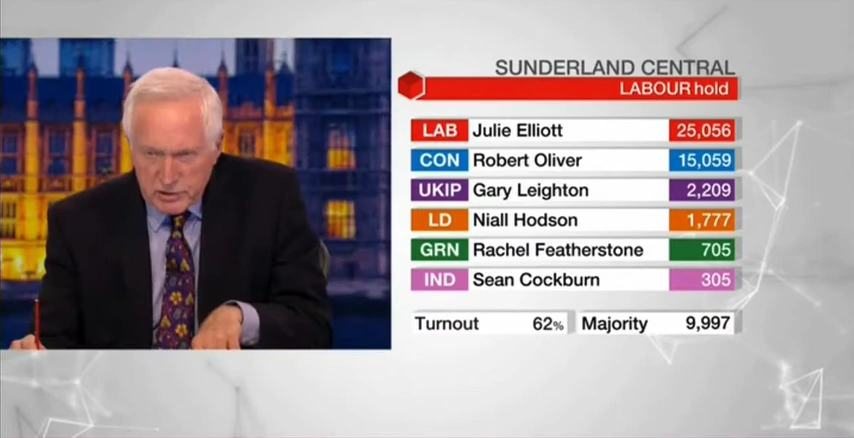 SUNDERLAND CENTRAL
LABOUR hold
LAB Julie Elliott 25,056
CON Robert Oliver 15,059
UKIP Gary Leighton 2,209
LD Niall Hodson 1,777
GRN Rachel Featherstone 705
IND Sean Cockburn 305
Turnout 62% Majority 9,997